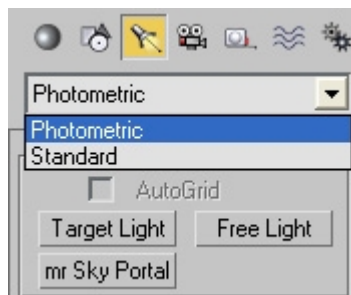 Photometric
Photometric
Standard
AutoGrid
Target Light Free Light
mr Sky Portal